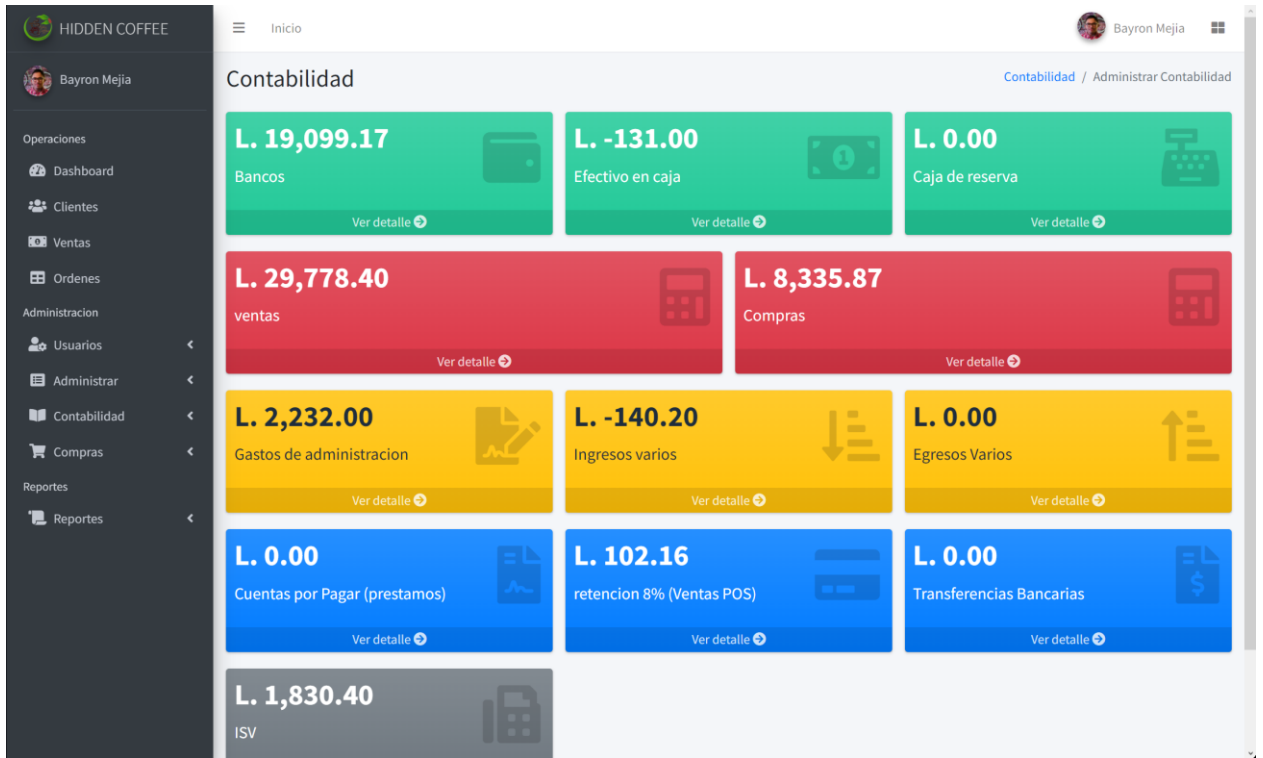 HIDDEN COFFEE
Inicio
Bayron Mejia
Bayron Mejia
Operaciones
Dashboard
Clientes
Ventas
Ordenes
Administracion
Usuarios
Administrar
Contabilidad
Compras
Reportes
Reportes
Contabilidad
Contabilidad / Administrar Contabilidad
L. 19,099.17
Bancos
Ver detalle
L. -131.00
Efectivo en caja
Ver detalle
L. 0.00
Caja de reserva
Ver detalle
L. 29,778.40
ventas
Ver detalle
L. 8,335.87
Compras
Ver detalle
L. 2,232.00
Gastos de administracion
Ver detalle
L. -140.20
Ingresos varios
Ver detalle
L. 0.00
Egresos Varios
Ver detalle
L. 0.00
Cuentas por Pagar (prestamos)
Ver detalle
L. 102.16
retencion 8% (Ventas POS)
Ver detalle
L. 0.00
Transferencias Bancarias
Ver detalle
L. 1,830.40
ISV